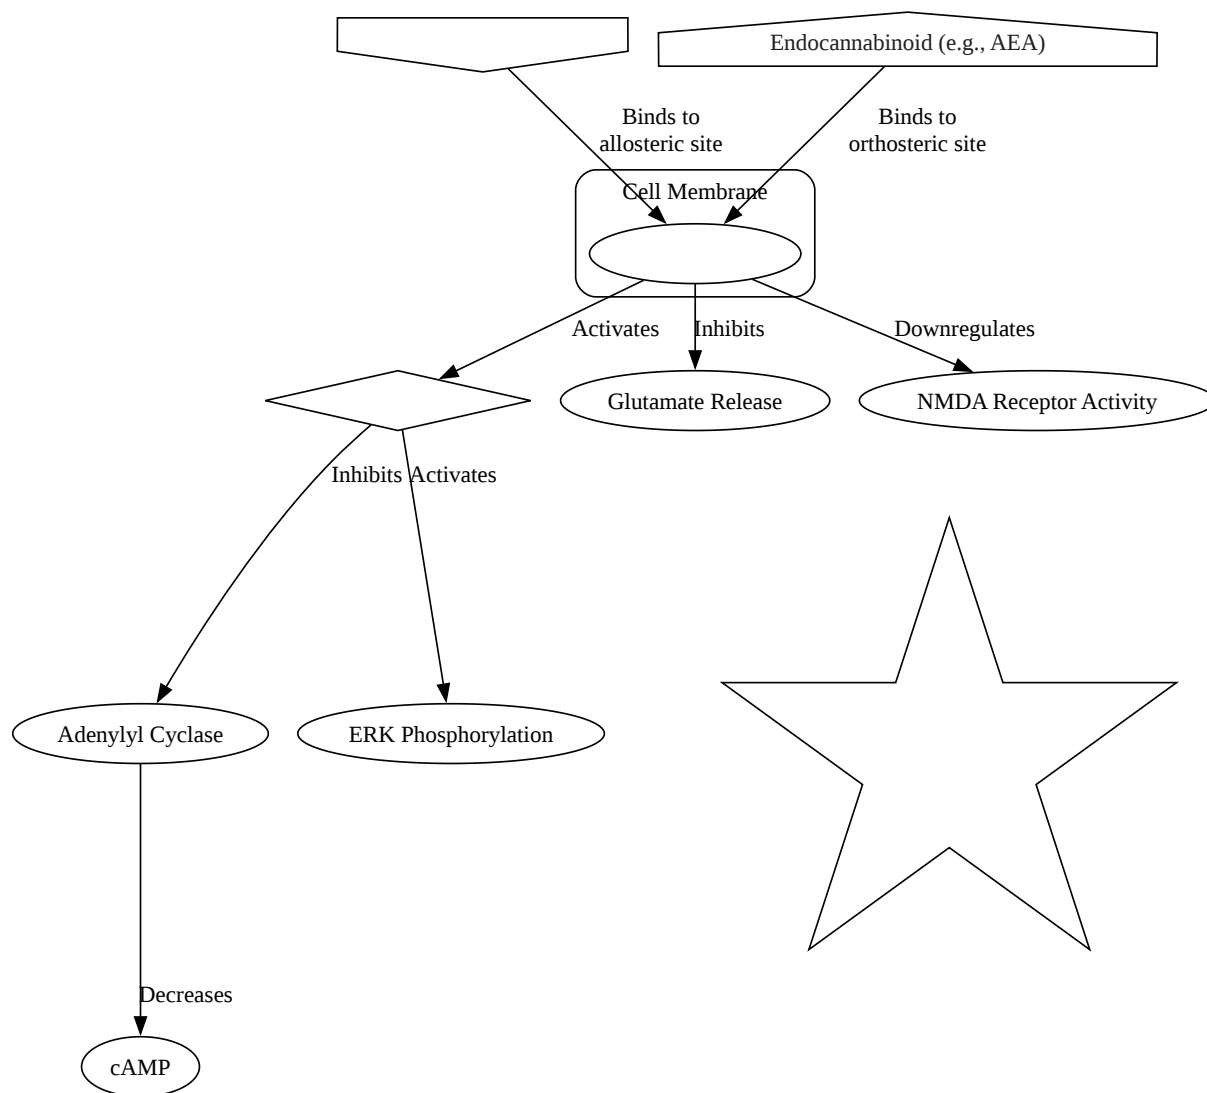 Endocannabinoid (e.g., AEA)
Binds to
allosteric site
Binds to
orthosteric site
Cell Membrane
Activates
Inhibits
Downregulates
Glutamate Release
NMDA Receptor Activity
Inhibits
Activates
Adenylyl Cyclase
ERK Phosphorylation
Decreases
cAMP